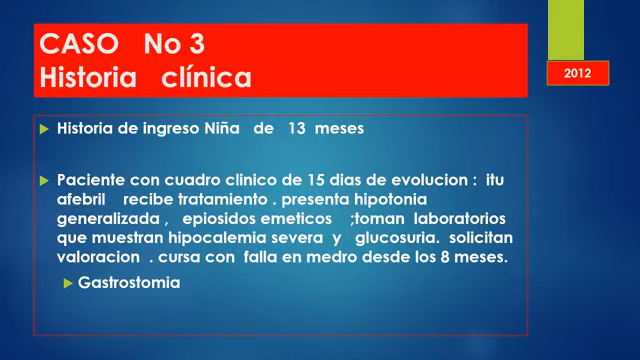 CASO No 3
Historia clínica
2012
Historia de ingreso Niña de 13 meses
Paciente con cuadro clinico de 15 dias de evolucion : itu
afebril recibe tratamiento . presenta hipotonia
generalizada , epiosidos emeticos ;toman laboratorios
que muestran hipocalemia severa y glucosuria. solicitan
valoracion . cursa con falla en medro desde los 8 meses.
Gastrostomia